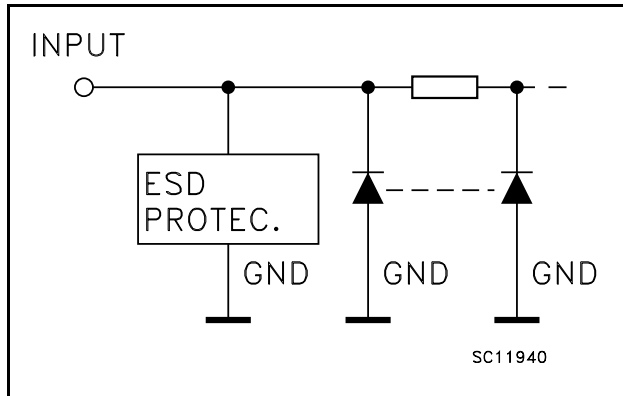 INPUT
ESD
PROTEC.
GND
GND
GND
SC11940